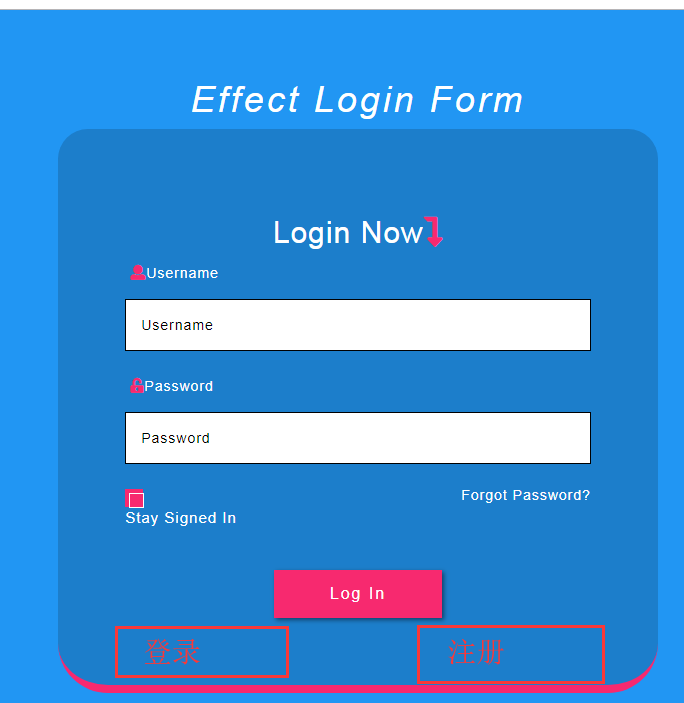 Effect Login Form
Login Now
Username
Username
Password
Password
Forgot Password?
Stay Signed In
Log In
登录 注册